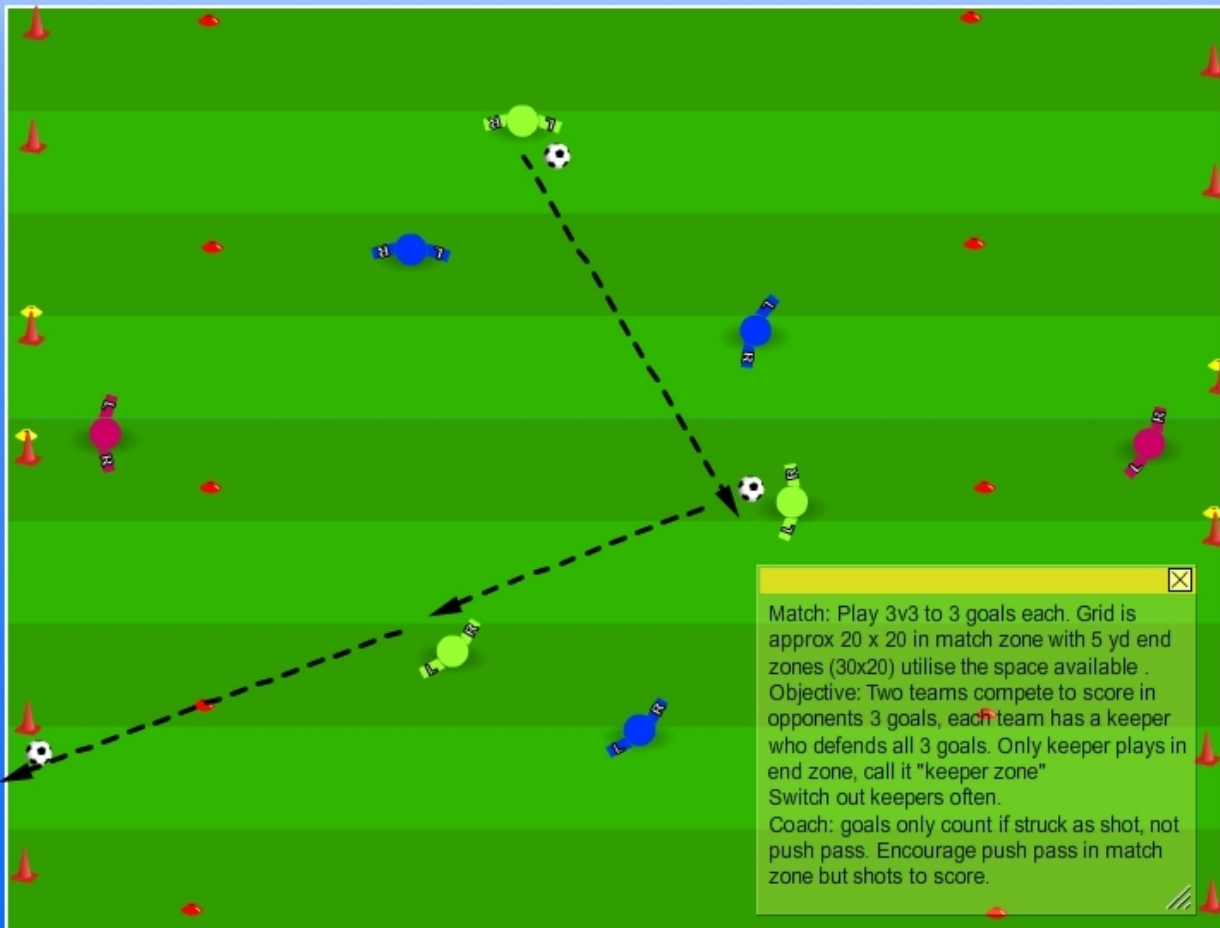 R L
R L
L
R
L
R
R
L
R
L
R
L
R
L
Match: Play 3v3 to 3 goals each. Grid is
approx 20 x 20 in match zone with 5 yd end
zones (30x20) utilise the space available .
Objective: Two teams compete to score in
opponents 3 goals, each team has a keeper
who defends all 3 goals. Only keeper plays in
end zone, call it "keeper zone"
Switch out keepers often.
Coach: goals only count if struck as shot, not
push pass. Encourage push pass in match
zone but shots to score.